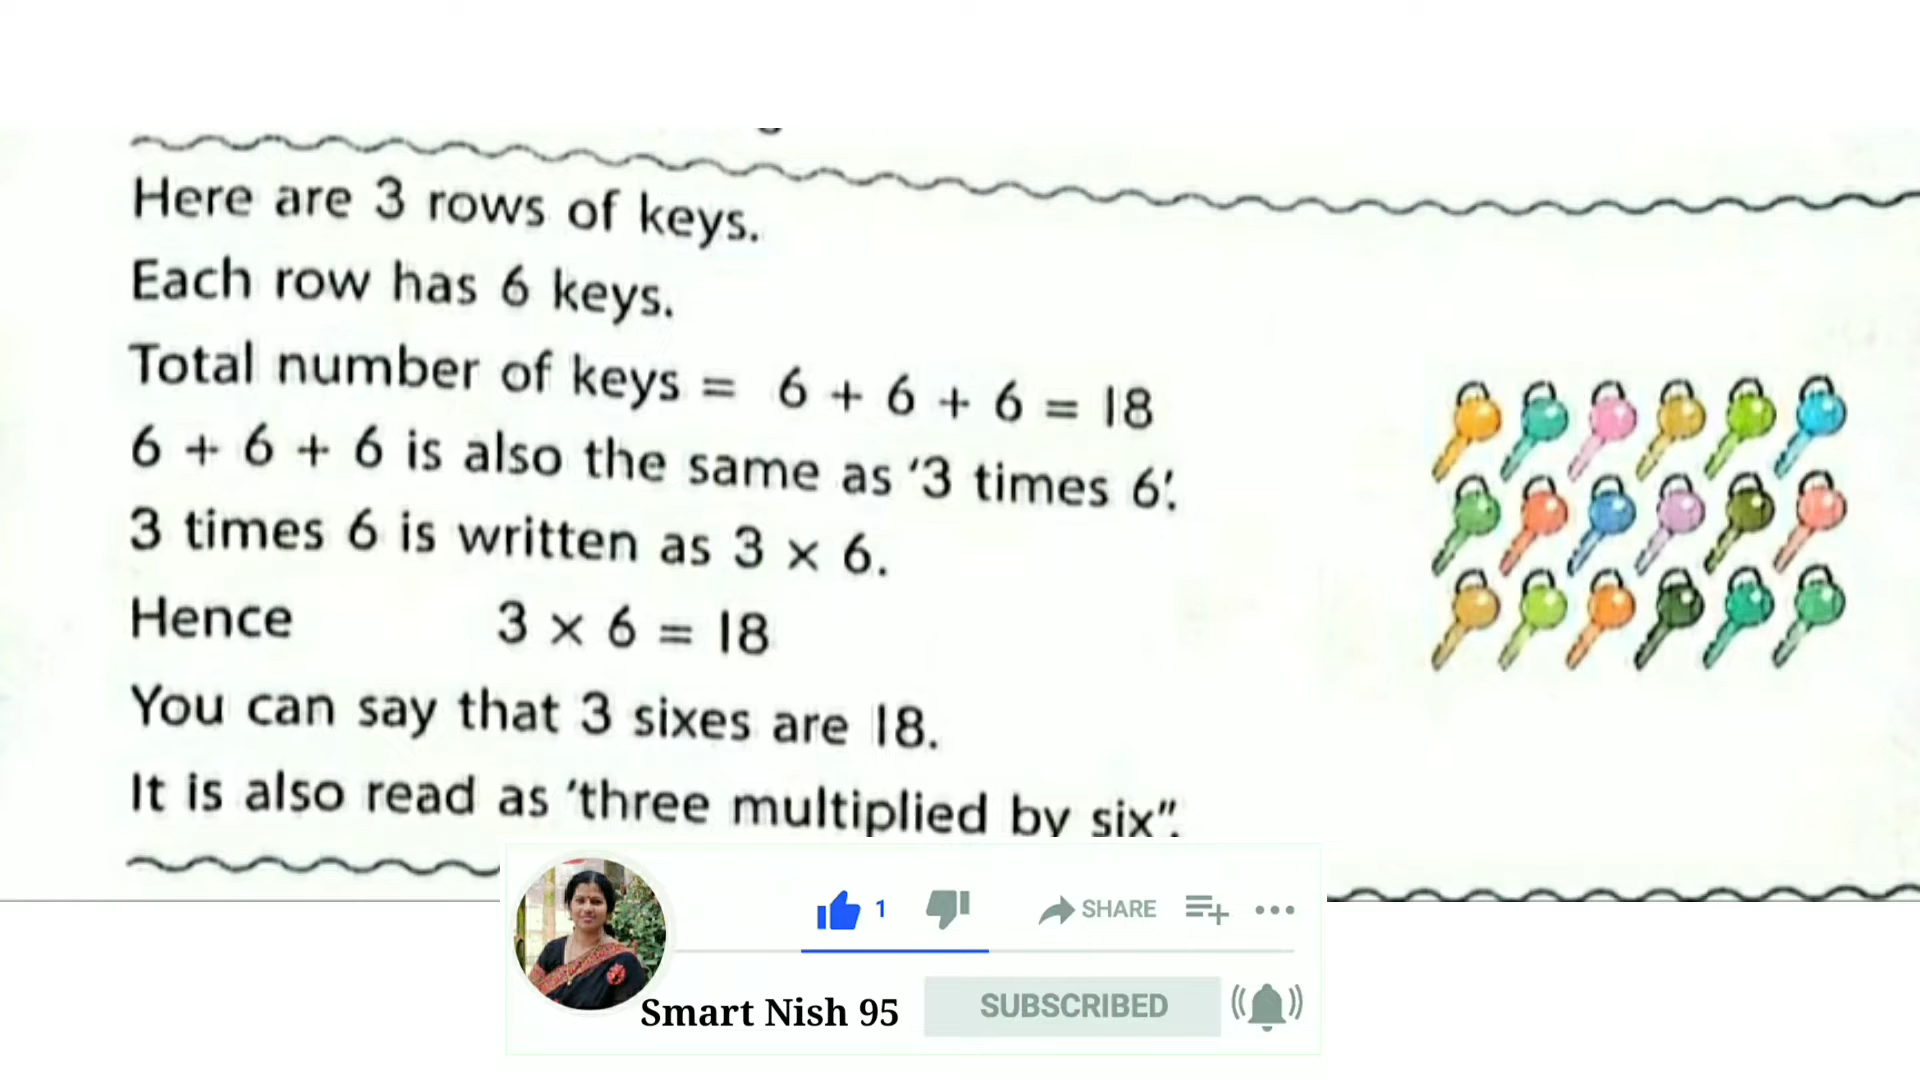 Here are 3 rows of keys.
Each row has 6 keys.
Total number of keys = 6 + 6 + 6 = 18
6 + 6 + 6 is also the same as '3 times 6'.
3 times 6 is written as 3 × 6.
Hence 3 × 6 = 18
You can say that 3 sixes are 18.
It is also read as 'three multiplied by six".
1 SHARE
Smart Nish 95 SUBSCRIBED